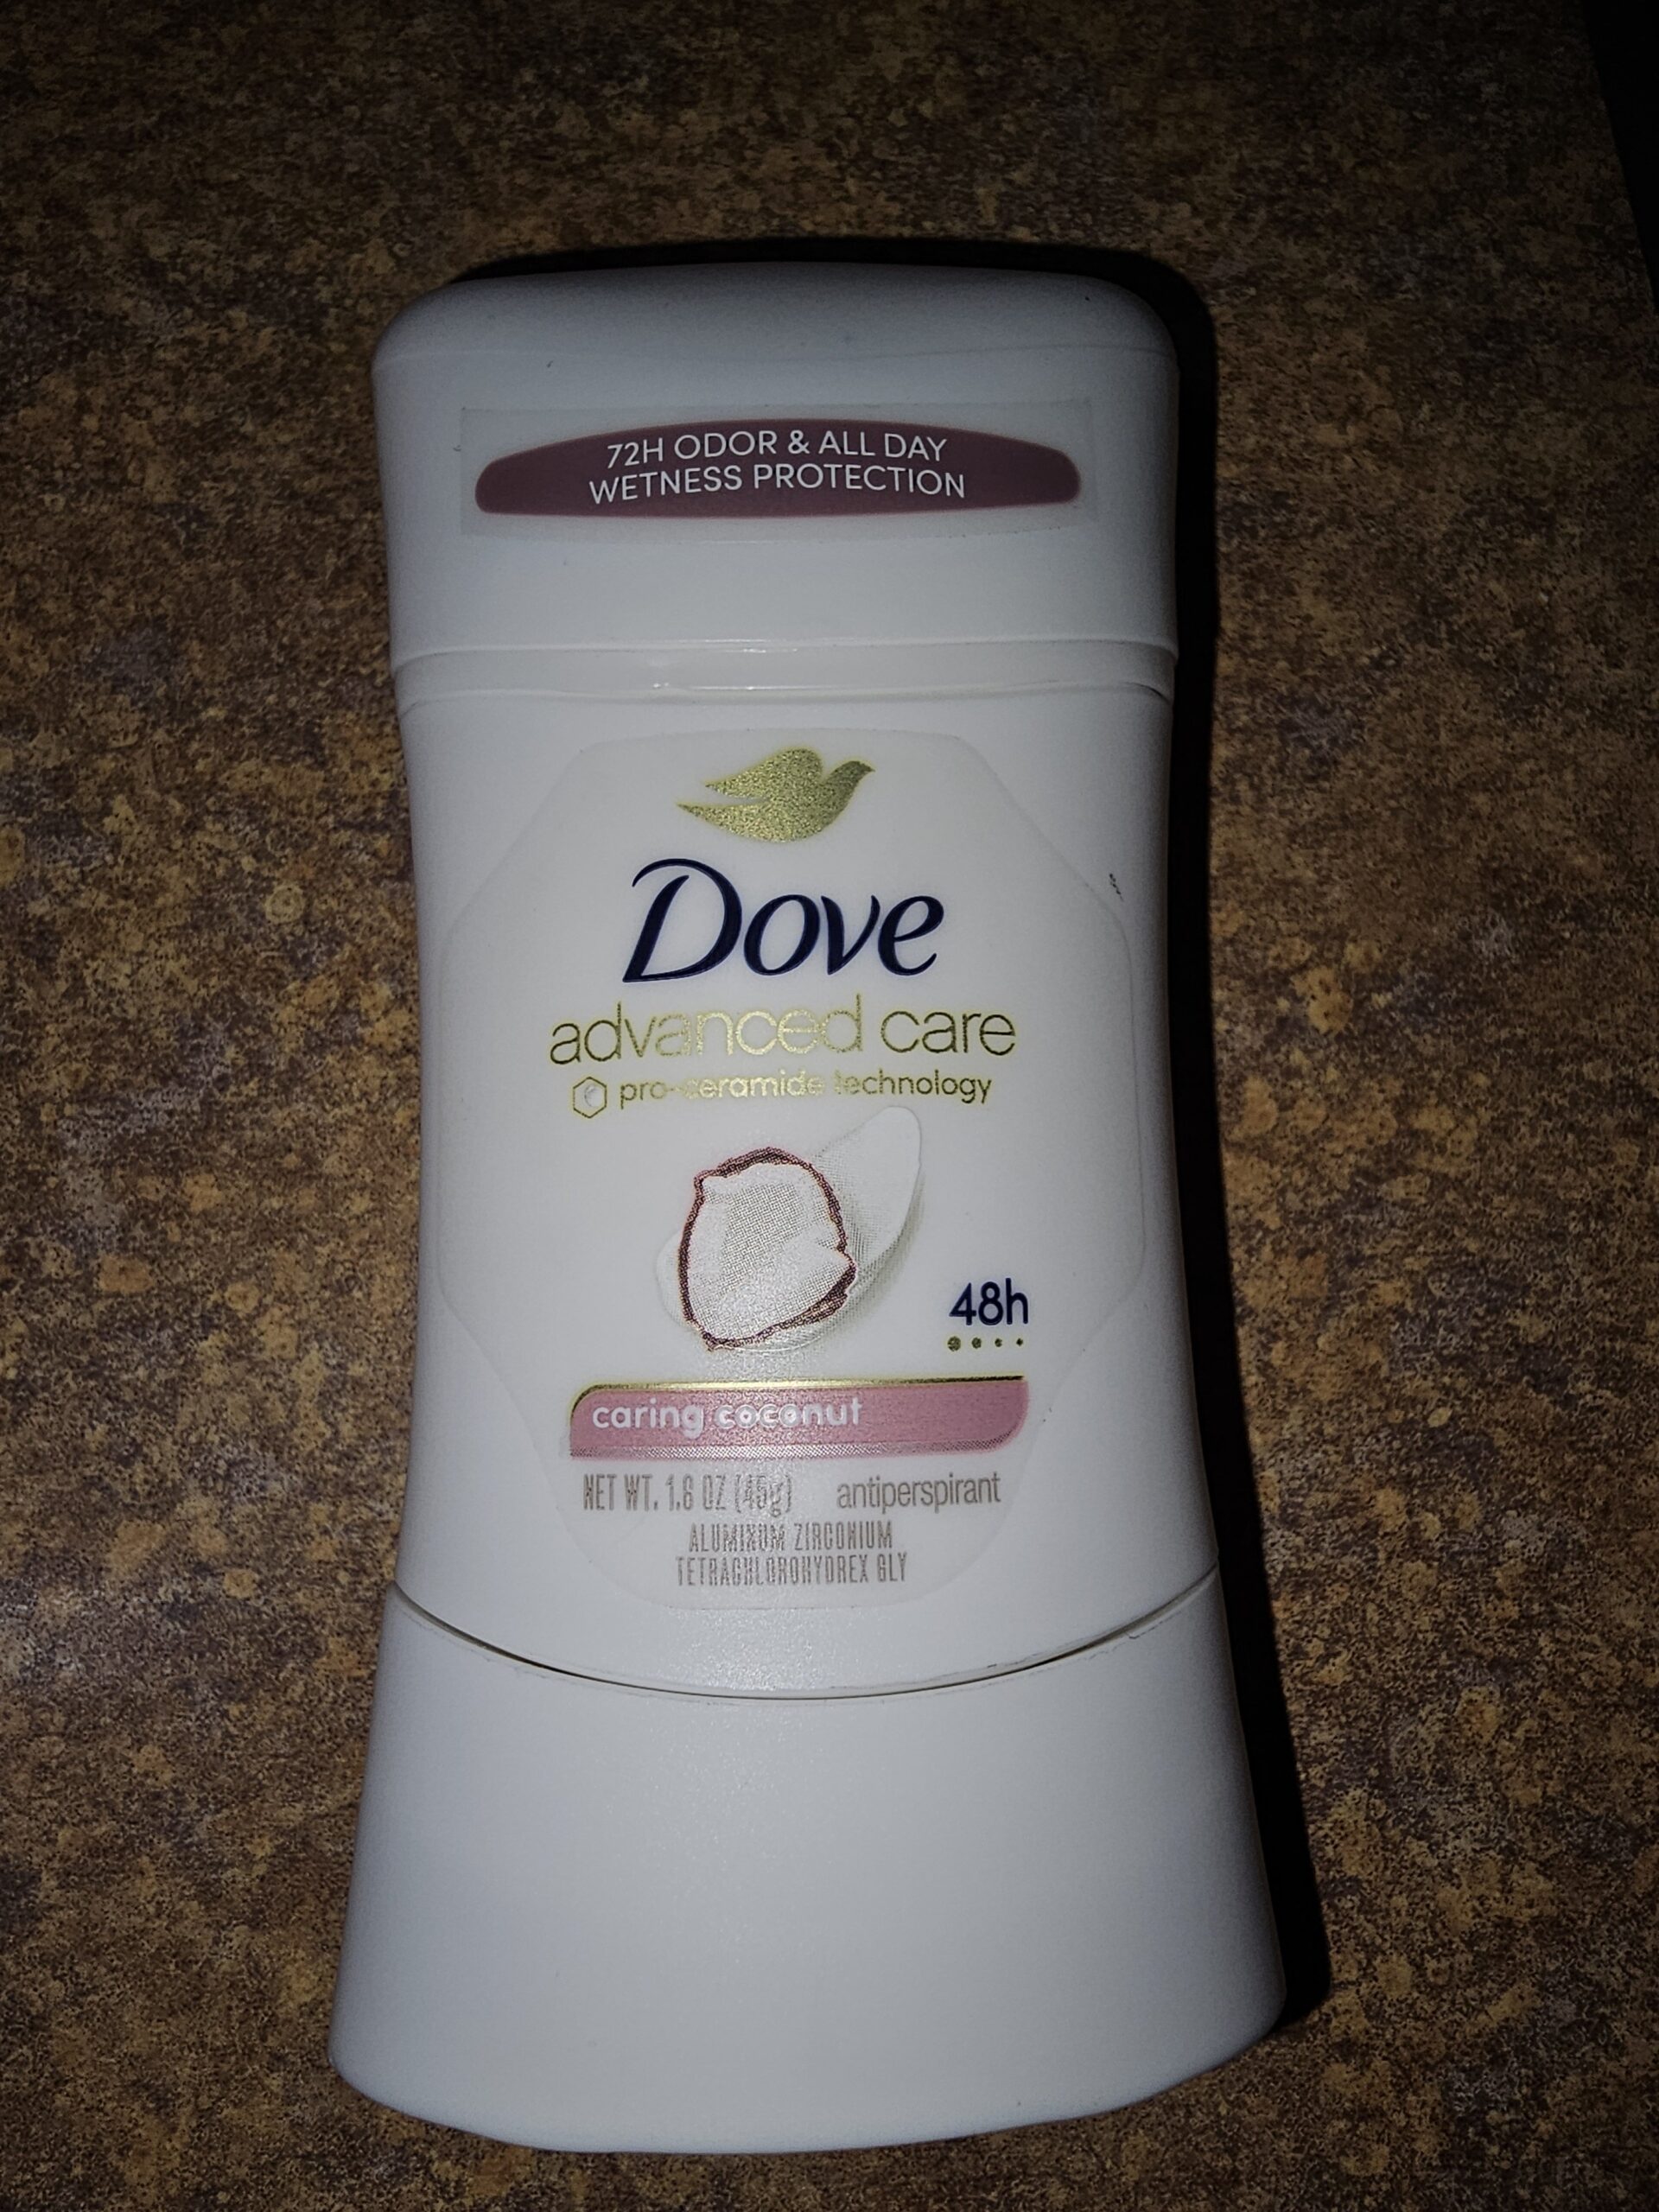 72H ODOR & ALL DAY
WETNESS PROTECTION
Dove
advanced care
pro-ceramide technology
48h
caring coconut
NET WT. 1.6 OZ (45g) antiperspirant
ALUMINUM ZIRCONIUM
TETRACHLOROHYDREX GLY